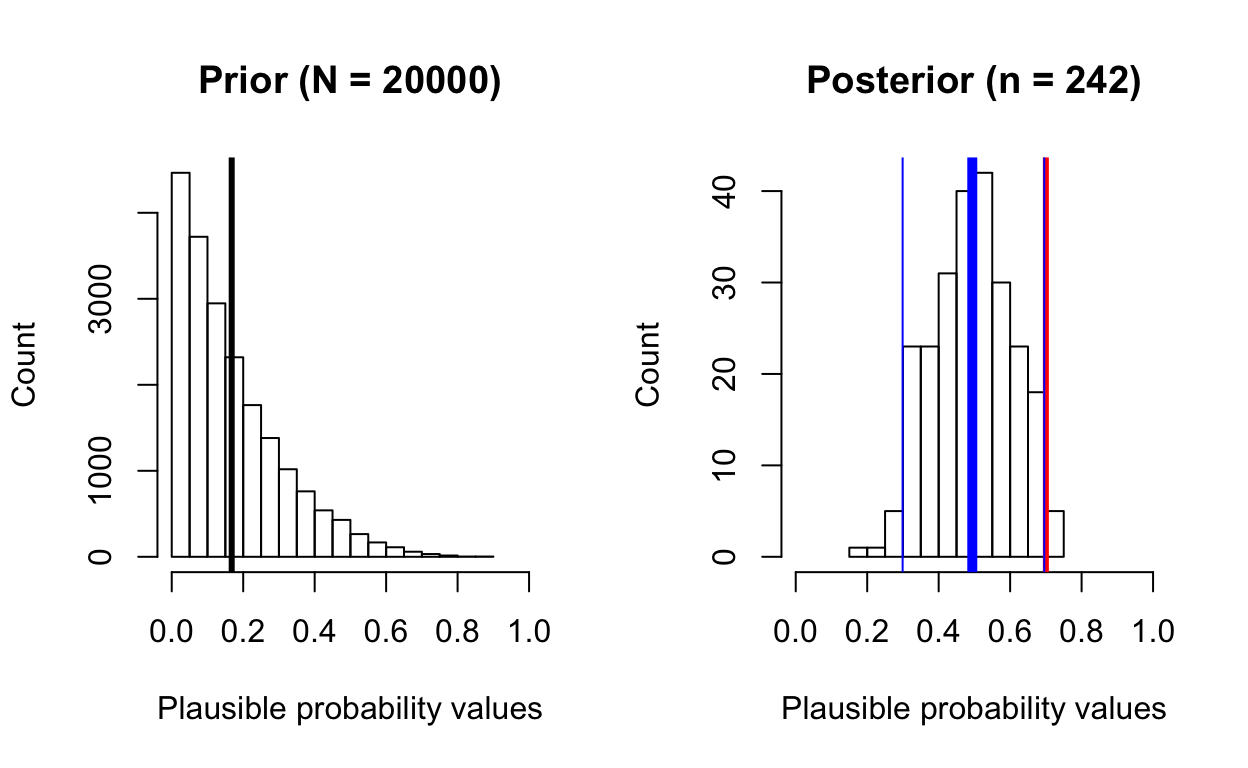 Prior (N = 20000)
Count
0
1000
3000
0.0 0.2 0.4 0.6 0.8 1.0
Plausible probability values
Posterior (n = 242)
Count
0
10
20
30
40
0.0 0.2 0.4 0.6 0.8 1.0
Plausible probability values